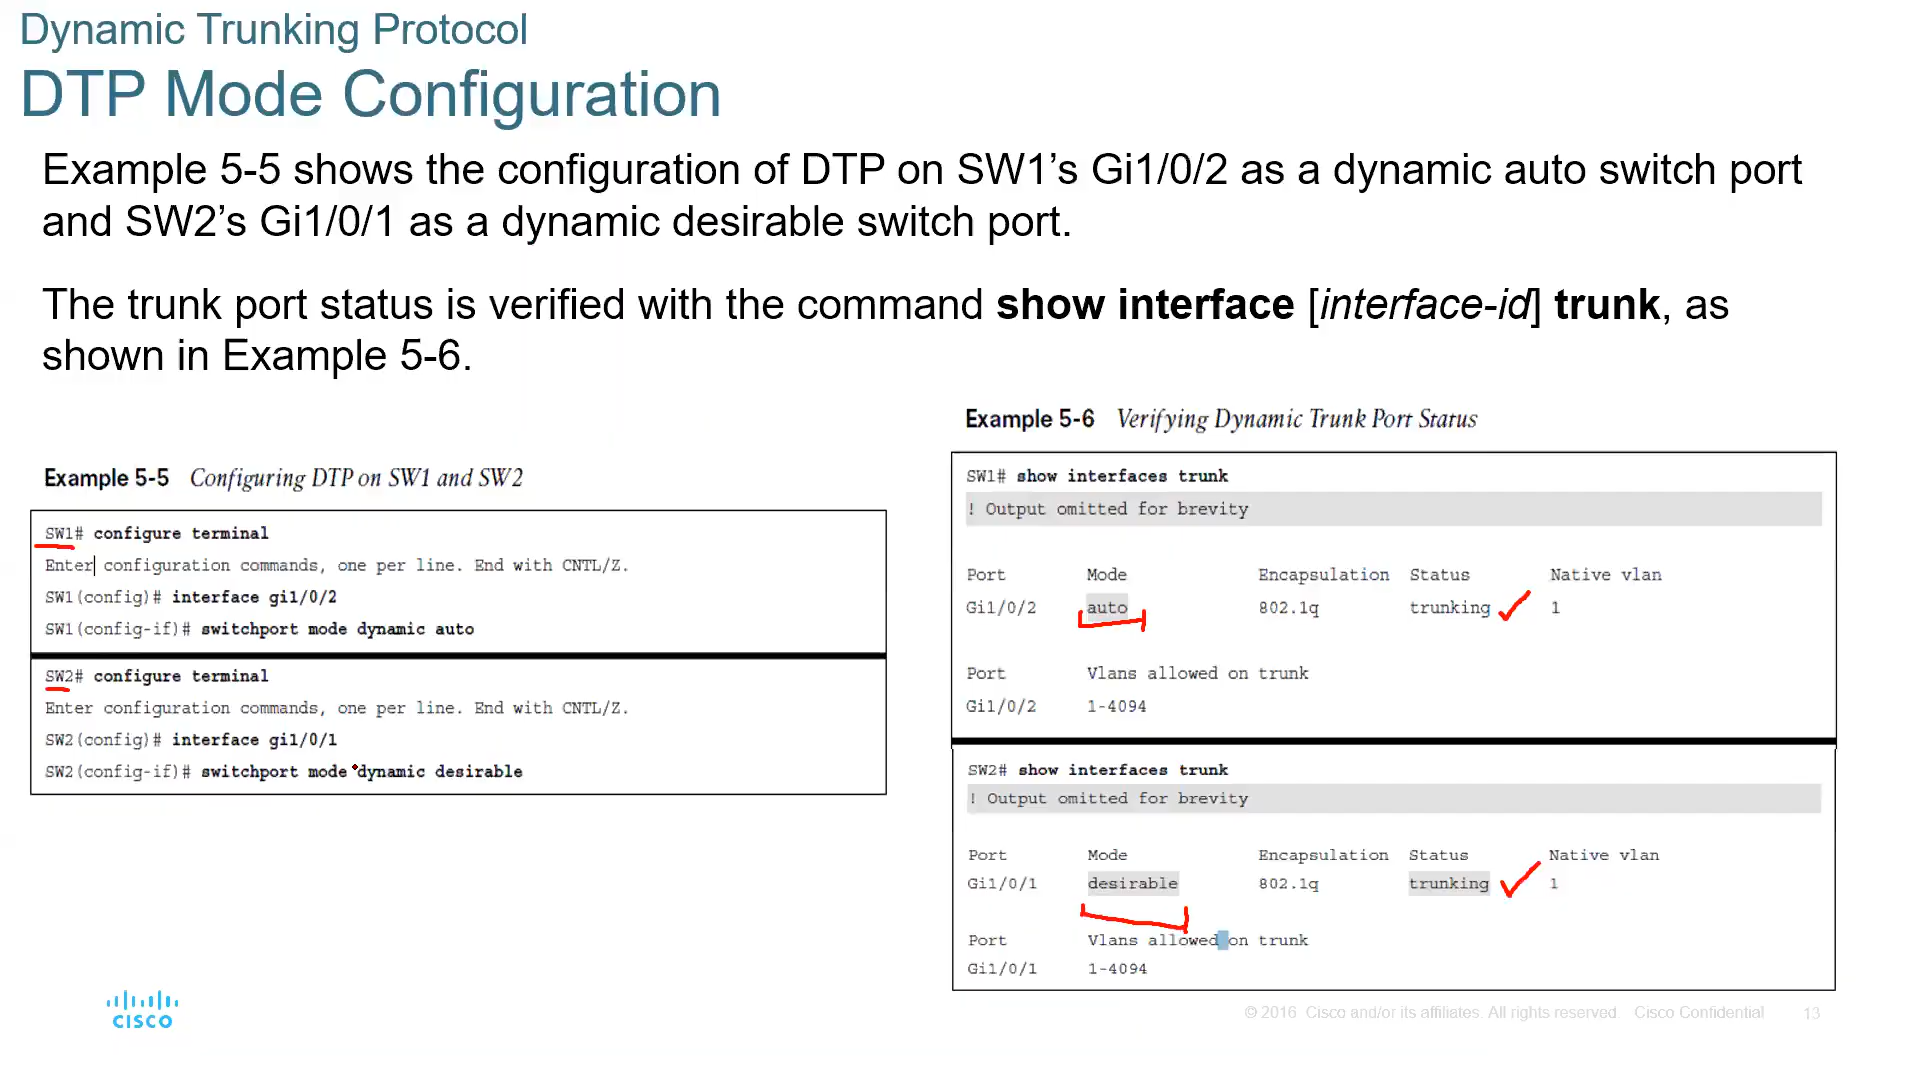 Dynamic Trunking Protocol
DTP Mode Configuration
Example 5-5 shows the configuration of DTP on SW1’s Gi1/0/2 as a dynamic auto switch port
and SW2’s Gi1/0/1 as a dynamic desirable switch port.
The trunk port status is verified with the command show interface [interface-id] trunk, as
shown in Example 5-6.
Example 5-5 Configuring DTP on SW1 and SW2
SW1# configure terminal
Enter configuration commands, one per line. End with CNTL/Z.
SW1(config)# interface gi1/0/2
SW1(config-if)# switchport mode dynamic auto
SW2# configure terminal
Enter configuration commands, one per line. End with CNTL/Z.
SW2(config)# interface gi1/0/1
SW2(config-if)# switchport mode dynamic desirable
Example 5-6 Verifying Dynamic Trunk Port Status
SW1# show interfaces trunk
! Output omitted for brevity
Port Mode Encapsulation Status Native vlan
Gi1/0/2 auto 802.1q trunking 1
Port Vlans allowed on trunk
Gi1/0/2 1-4094
SW2# show interfaces trunk
! Output omitted for brevity
Port Mode Encapsulation Status Native vlan
Gi1/0/1 desirable 802.1q trunking 1
Port Vlans allowed on trunk
Gi1/0/1 1-4094
CISCO
© 2016 Cisco and/or its affiliates. All rights reserved. Cisco Confidential 13